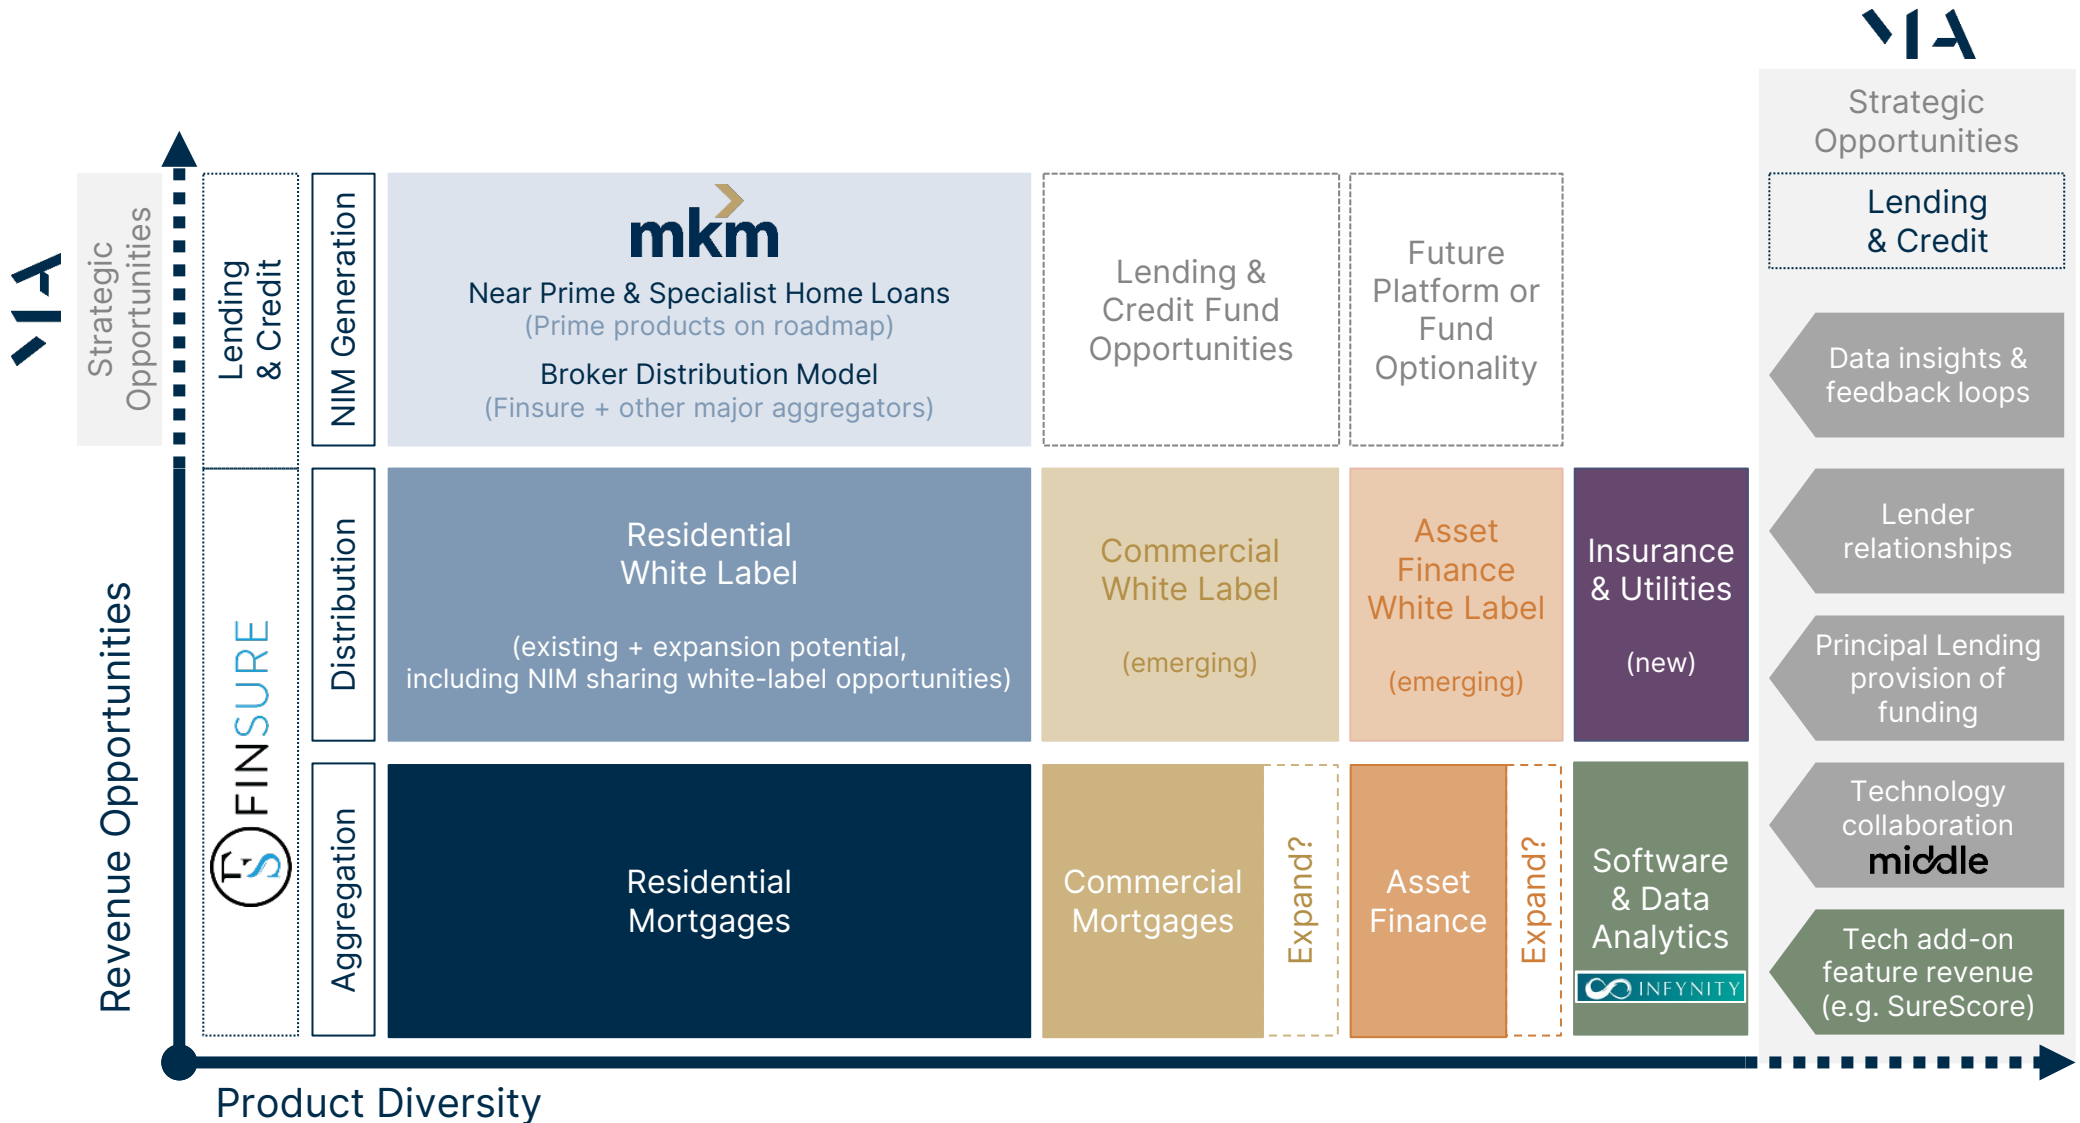 MA
Strategic
Opportunities
Lending
& Credit
Data insights &
feedback loops
Lender
relationships
Principal Lending
provision of
funding
Technology
collaboration
middle
Tech add-on
feature revenue
(e.g. SureScore)
MA
Strategic
Opportunities
Revenue Opportunities
Lending
& Credit
NIM Generation
mkm
Near Prime & Specialist Home Loans
(Prime products on roadmap)
Broker Distribution Model
(Finsure + other major aggregators)
Lending &
Credit Fund
Opportunities
Future
Platform or
Fund
Optionality
FS FINSURE
Distribution
Residential
White Label
(existing + expansion potential,
including NIM sharing white-label opportunities)
Commercial
White Label
(emerging)
Asset
Finance
White Label
(emerging)
Insurance
& Utilities
(new)
Aggregation
Residential
Mortgages
Commercial
Mortgages
Expand?
Asset
Finance
Expand?
Software
& Data
Analytics
INFYNITY
Product Diversity